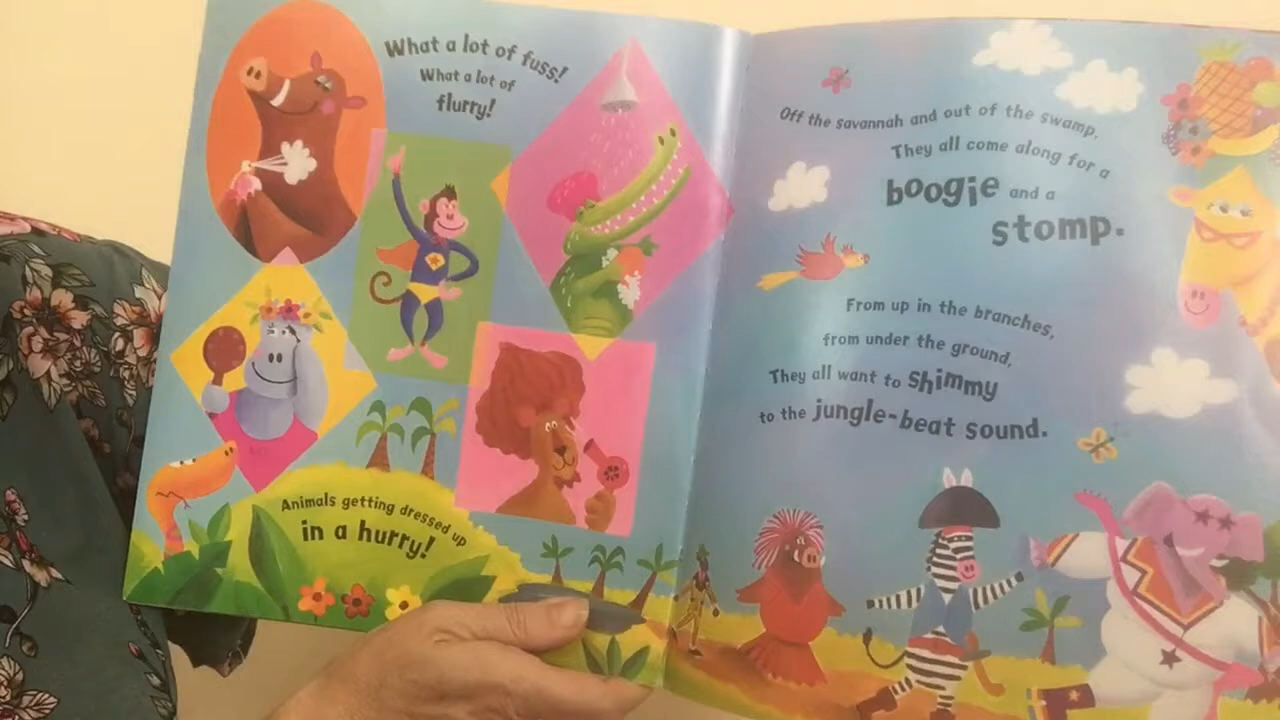 What a lot of fuss!
What a lot of
flurry!
Animals getting dressed up
in a hurry!
Off the savannah and out of the swamp,
They all come along for a
boogie and a
stomp.
From up in the branches,
from under the ground,
They all want to shimmy
to the jungle-beat sound.